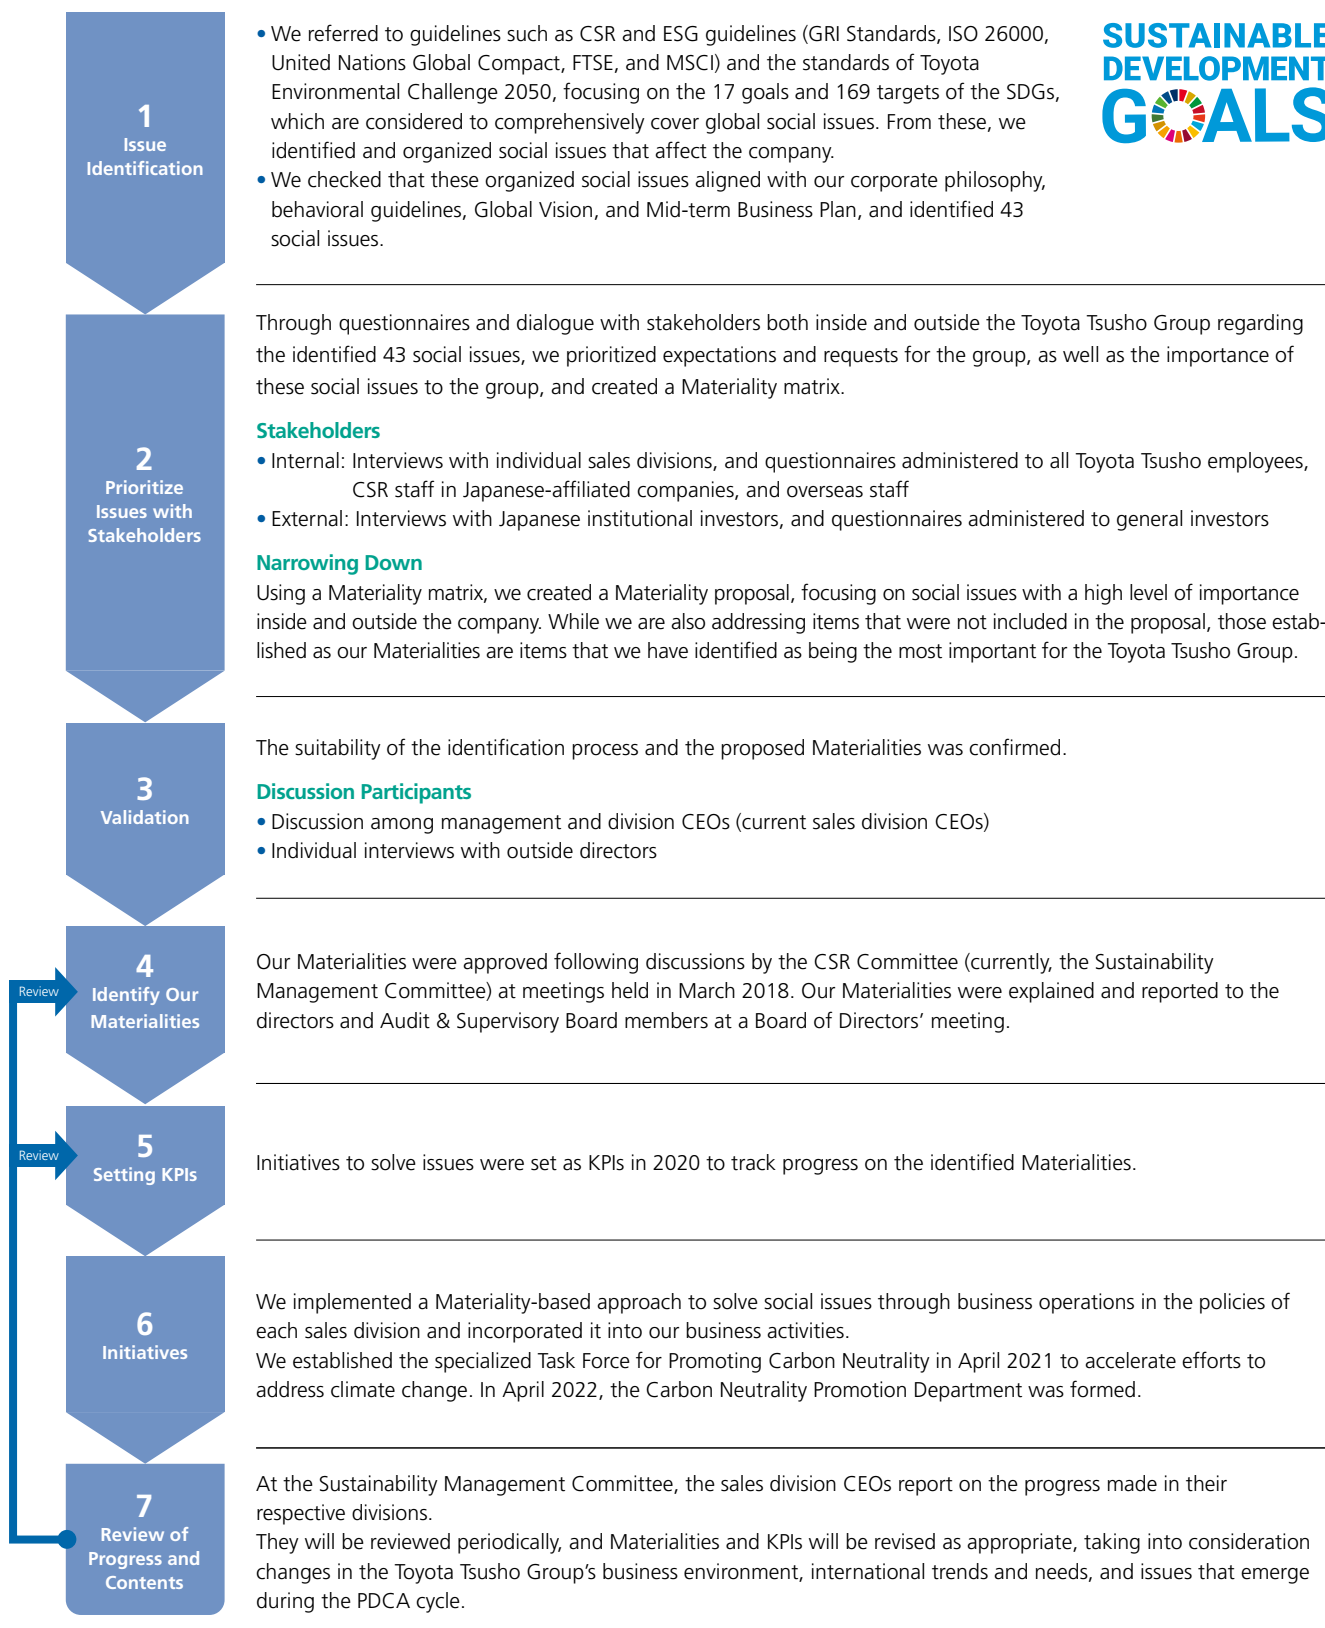 1
Issue
Identification
• We referred to guidelines such as CSR and ESG guidelines (GRI Standards, ISO 26000,
United Nations Global Compact, FTSE, and MSCI) and the standards of Toyota
Environmental Challenge 2050, focusing on the 17 goals and 169 targets of the SDGs,
which are considered to comprehensively cover global social issues. From these, we
identified and organized social issues that affect the company.
• We checked that these organized social issues aligned with our corporate philosophy,
behavioral guidelines, Global Vision, and Mid-term Business Plan, and identified 43
social issues.
SUSTAINABLE
DEVELOPMENT
GOALS
2
Prioritize
Issues with
Stakeholders
Through questionnaires and dialogue with stakeholders both inside and outside the Toyota Tsusho Group regarding
the identified 43 social issues, we prioritized expectations and requests for the group, as well as the importance of
these social issues to the group, and created a Materiality matrix.
Stakeholders
• Internal: Interviews with individual sales divisions, and questionnaires administered to all Toyota Tsusho employees,
CSR staff in Japanese-affiliated companies, and overseas staff
• External: Interviews with Japanese institutional investors, and questionnaires administered to general investors
Narrowing Down
Using a Materiality matrix, we created a Materiality proposal, focusing on social issues with a high level of importance
inside and outside the company. While we are also addressing items that were not included in the proposal, those estab-
lished as our Materialities are items that we have identified as being the most important for the Toyota Tsusho Group.
3
Validation
The suitability of the identification process and the proposed Materialities was confirmed.
Discussion Participants
• Discussion among management and division CEOs (current sales division CEOs)
• Individual interviews with outside directors
Review
4
Identify Our
Materialities
Our Materialities were approved following discussions by the CSR Committee (currently, the Sustainability
Management Committee) at meetings held in March 2018. Our Materialities were explained and reported to the
directors and Audit & Supervisory Board members at a Board of Directors’ meeting.
Review
5
Setting KPIs
Initiatives to solve issues were set as KPIs in 2020 to track progress on the identified Materialities.
6
Initiatives
We implemented a Materiality-based approach to solve social issues through business operations in the policies of
each sales division and incorporated it into our business activities.
We established the specialized Task Force for Promoting Carbon Neutrality in April 2021 to accelerate efforts to
address climate change. In April 2022, the Carbon Neutrality Promotion Department was formed.
7
Review of
Progress and
Contents
At the Sustainability Management Committee, the sales division CEOs report on the progress made in their
respective divisions.
They will be reviewed periodically, and Materialities and KPIs will be revised as appropriate, taking into consideration
changes in the Toyota Tsusho Group’s business environment, international trends and needs, and issues that emerge
during the PDCA cycle.